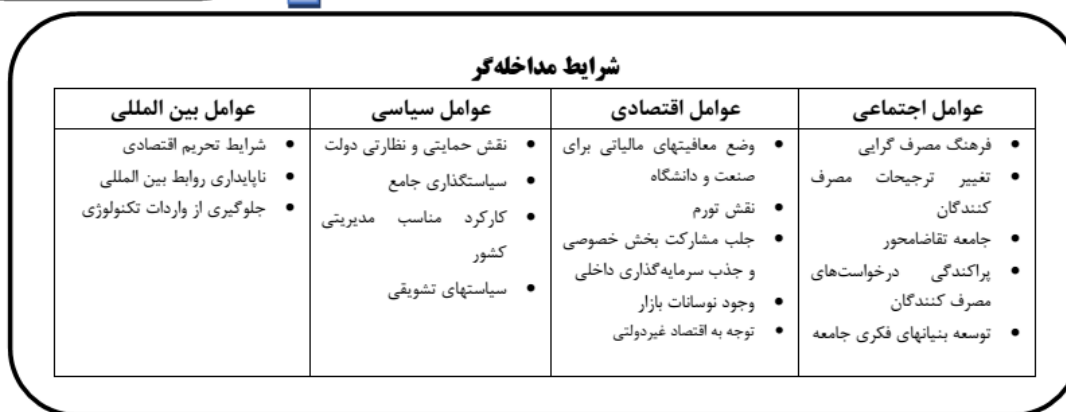 شرایط مداخله‌گر
عوامل اجتماعی
• فرهنگ مصرف گرایی
• تغییر ترجیحات مصرف
کنندگان
• جامعه تقاضامحور
• پراکندگی درخواست‌های
مصرف کنندگان
• توسعه بنیانهای فکری جامعه
عوامل اقتصادی
• وضع معافیتهای مالیاتی برای
صنعت و دانشگاه
• نقش تورم
• جلب مشارکت بخش خصوصی
و جذب سرمایه‌گذاری داخلی
• وجود نوسانات بازار
• توجه به اقتصاد غیردولتی
عوامل سیاسی
• نقش حمایتی و نظارتی دولت
• سیاستگذاری جامع
• کارکرد مناسب مدیریتی
کشور
• سیاستهای تشویقی
عوامل بین المللی
• شرایط تحریم اقتصادی
• ناپایداری روابط بین المللی
• جلوگیری از واردات تکنولوژی